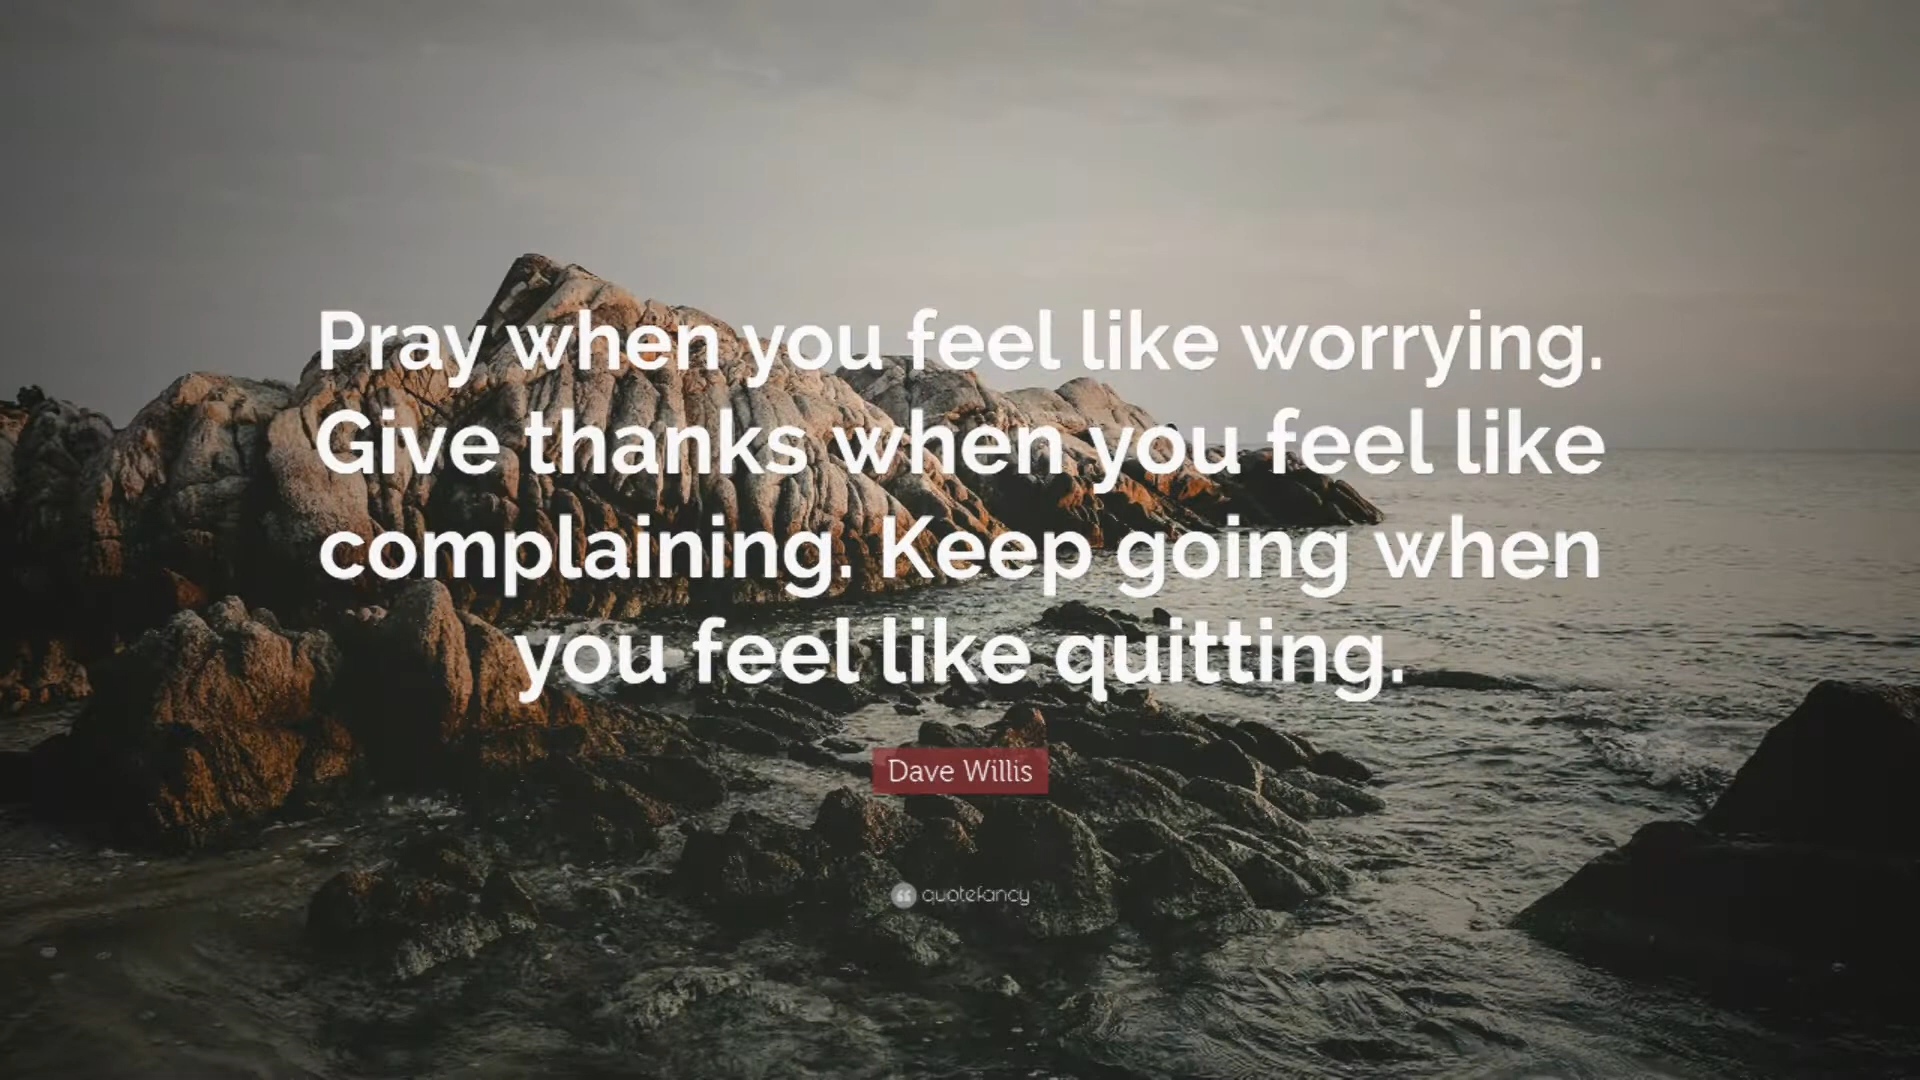 Pray when you feel like worrying.
Give thanks when you feel like
complaining. Keep going when
you feel like quitting.
Dave Willis
quotefancy